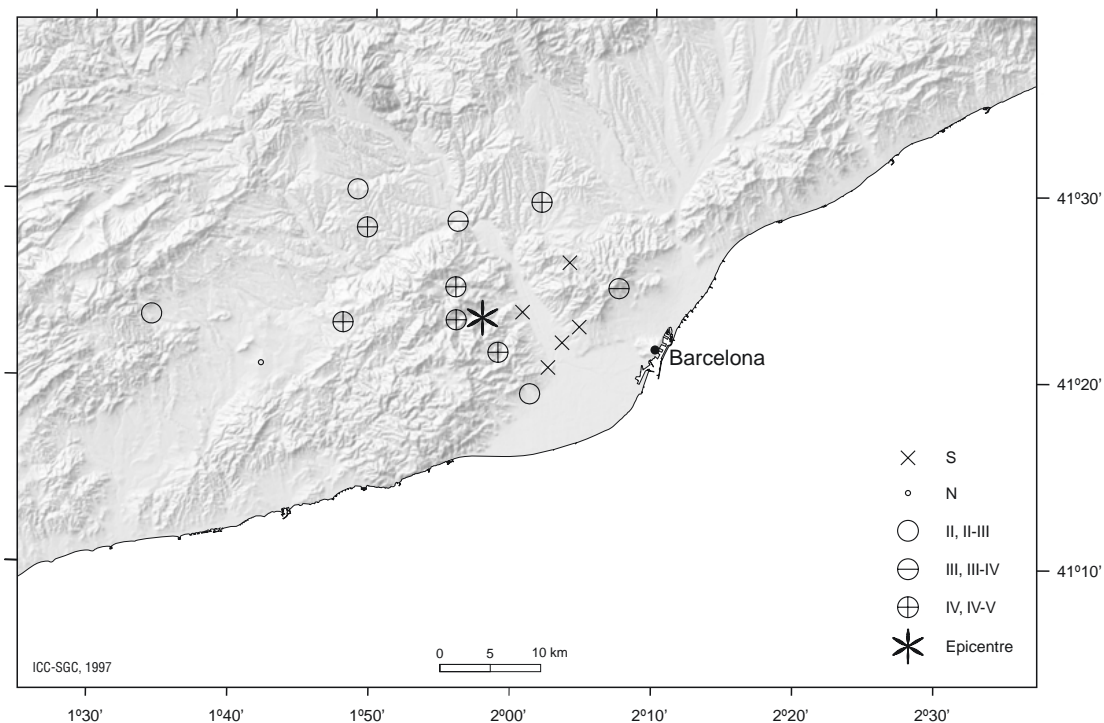 41º30'
Barcelona
41º20'
S
N
II, II-III
III, III-IV
41º10'
IV, IV-V
Epicentre
ICC-SGC, 1997
0 5 10 km
1º30' 1º40' 1º50' 2º00' 2º10' 2º20' 2º30'